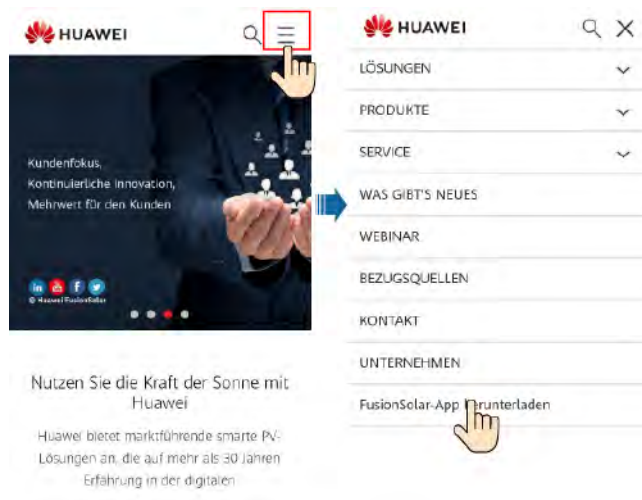 HUAWEI
Kundenfokus,
Kontinuierliche Innovation,
Mehrwert für den Kunden
© Huawei FusionSolar
Nutzen Sie die Kraft der Sonne mit
Huawei
Huawei bietet marktführende smarte PV-
Lösungen an, die auf mehr als 30 Jahren
Erfahrung in der digitalen
HUAWEI
LÖSUNGEN
PRODUKTE
SERVICE
WAS GIBT'S NEUES
WEBINAR
BEZUGSQUELLEN
KONTAKT
UNTERNEHMEN
FusionSolar-App herunterladen